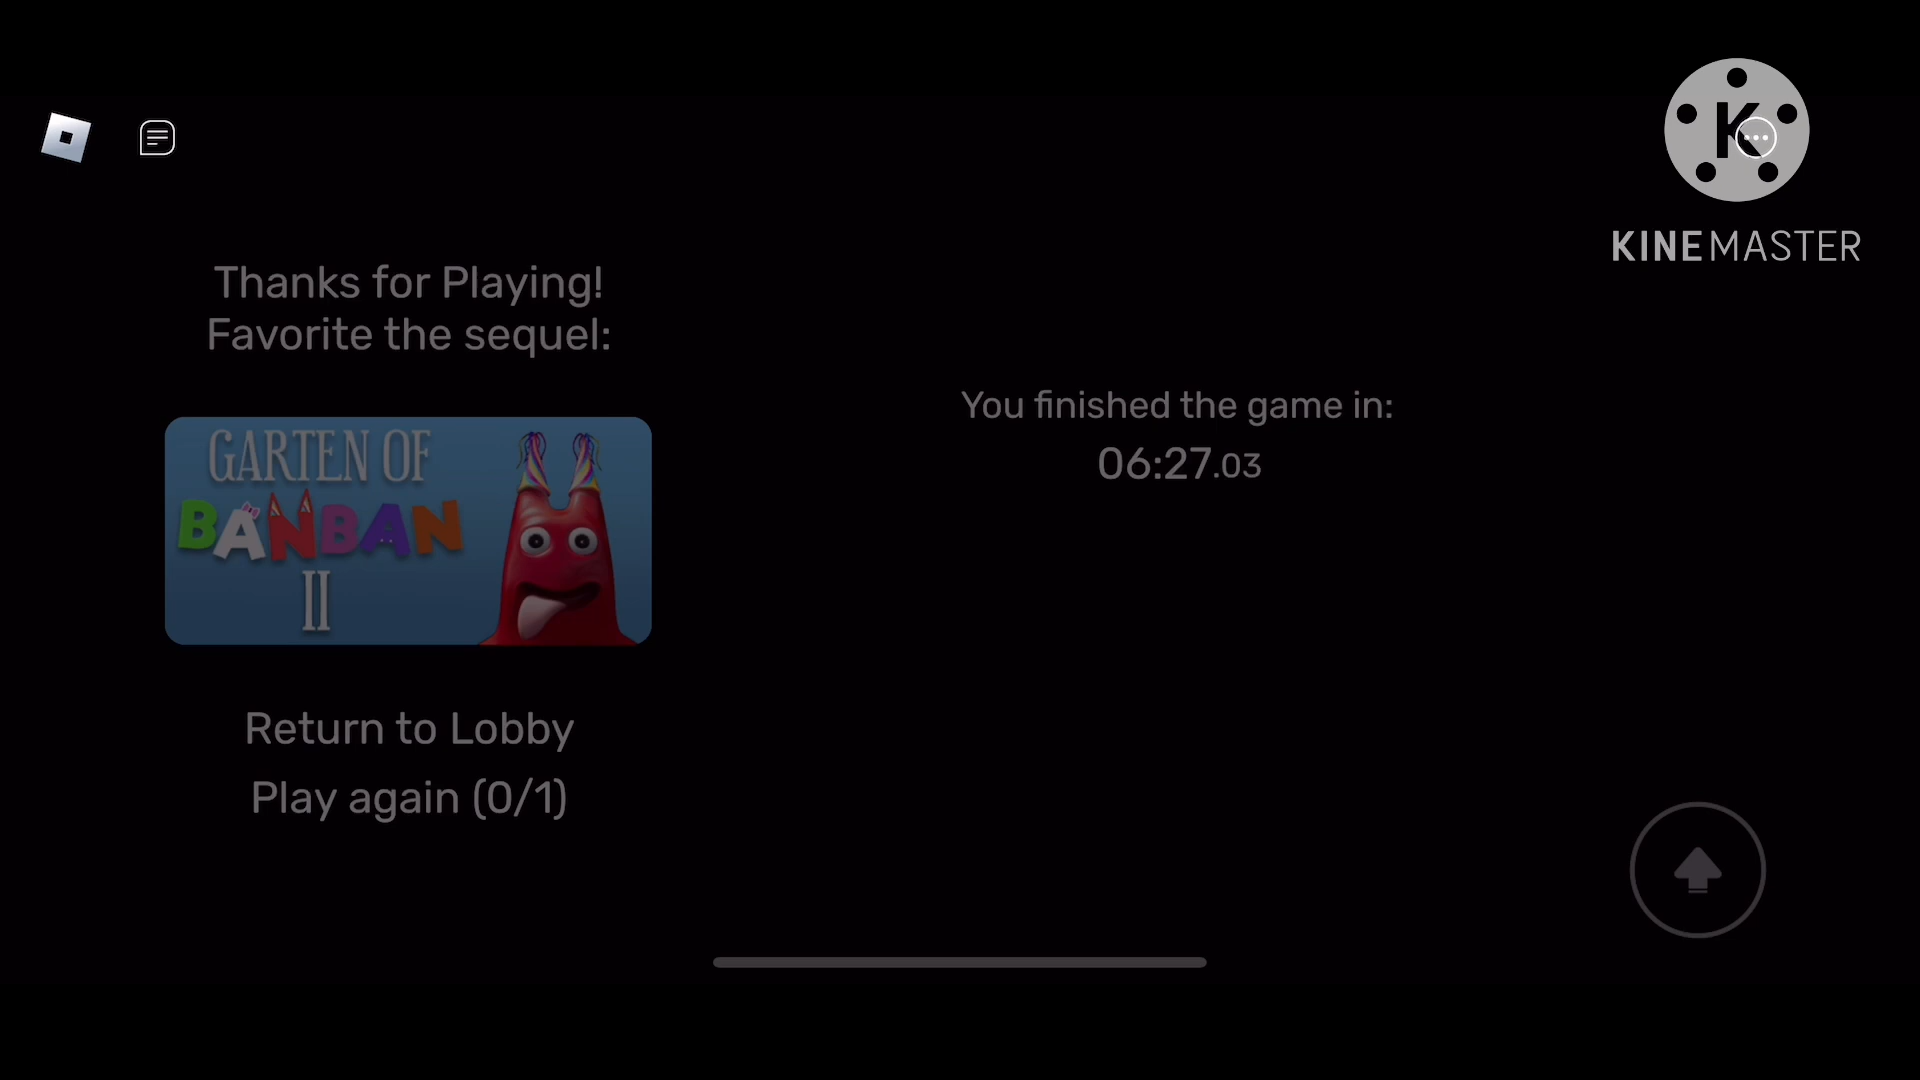 K
KINEMASTER
Thanks for Playing!
Favorite the sequel:
GARTEN OF
BANBAN
II
Return to Lobby
Play again (0/1)
You finished the game in:
06:27.03